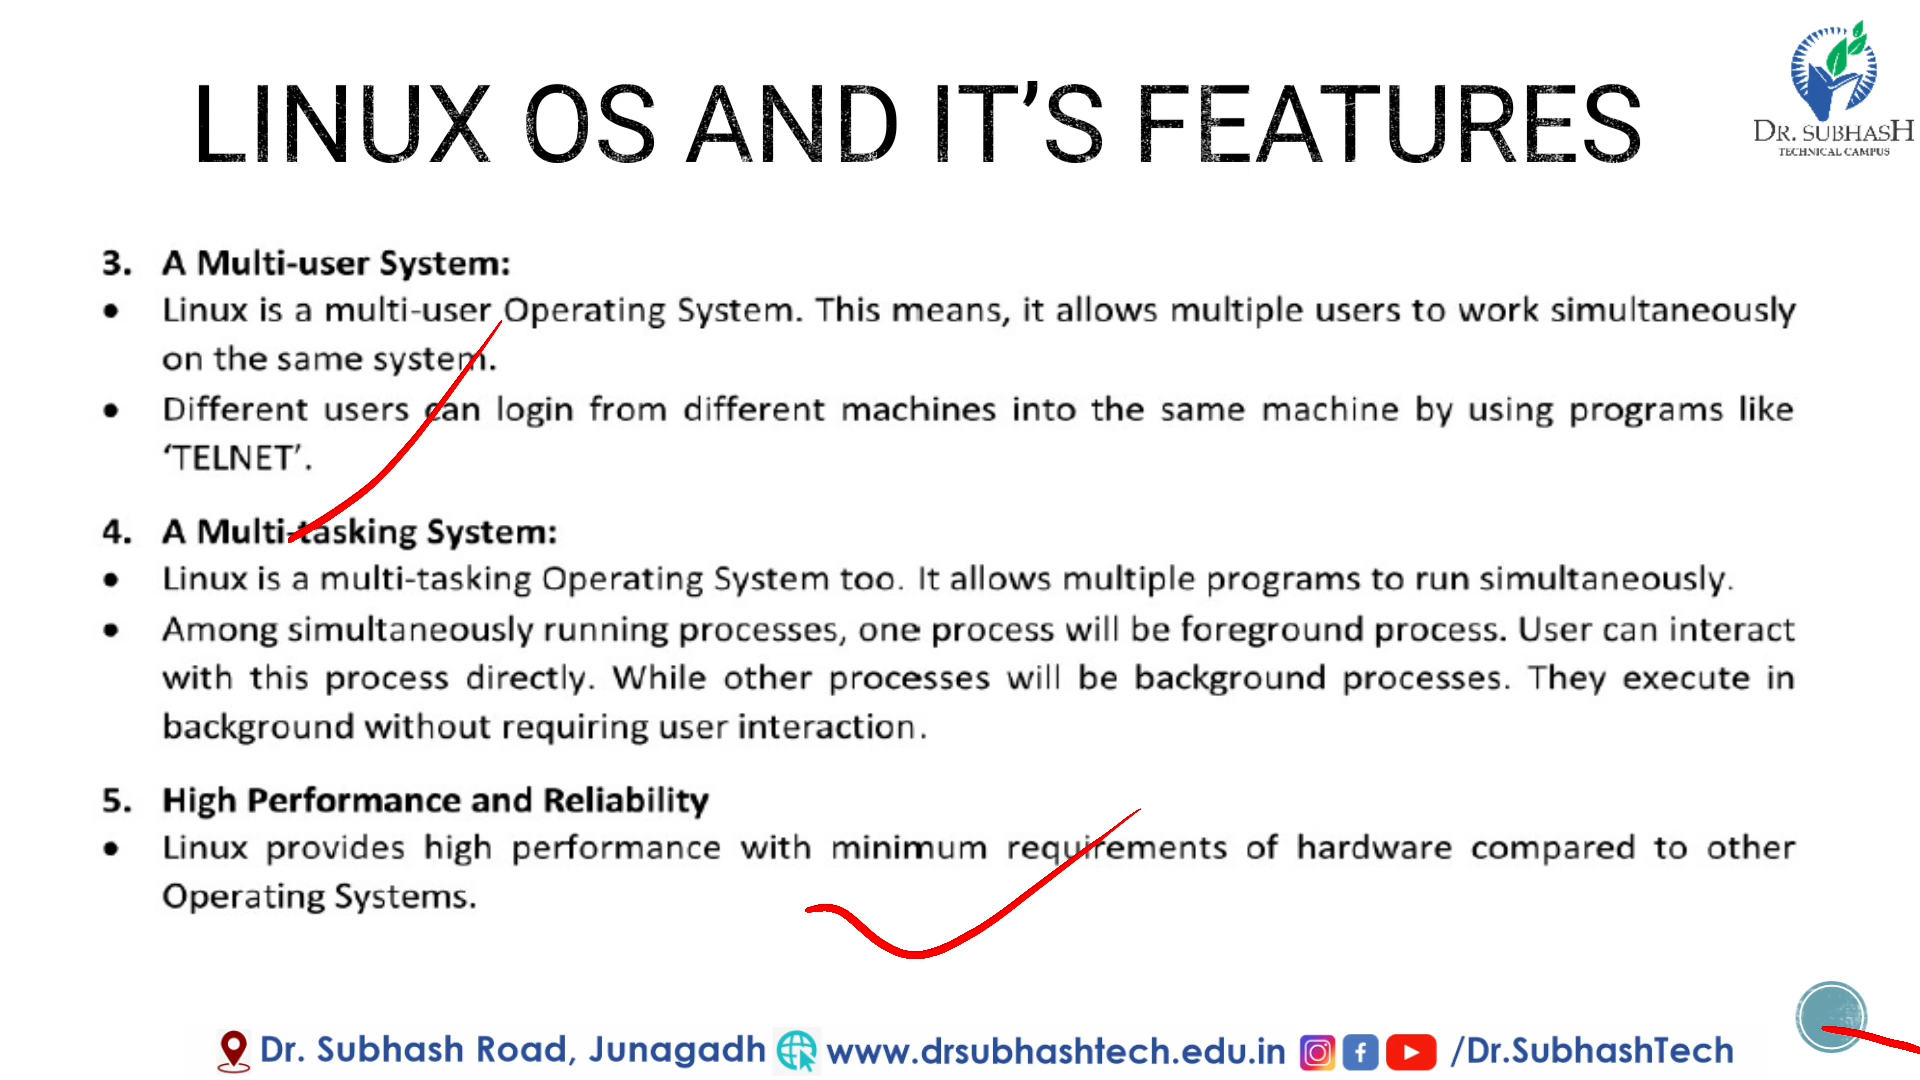 LINUX OS AND IT'S FEATURES
DR. SUBHASH
TECHNICAL CAMPUS
3. A Multi-user System:
• Linux is a multi-user Operating System. This means, it allows multiple users to work simultaneously
on the same system.
• Different users can login from different machines into the same machine by using programs like
‘TELNET’.
4. A Multi-tasking System:
• Linux is a multi-tasking Operating System too. It allows multiple programs to run simultaneously.
• Among simultaneously running processes, one process will be foreground process. User can interact
with this process directly. While other processes will be background processes. They execute in
background without requiring user interaction.
5. High Performance and Reliability
• Linux provides high performance with minimum requirements of hardware compared to other
Operating Systems.
Dr. Subhash Road, Junagadh www.drsubhashtech.edu.in /Dr.SubhashTech